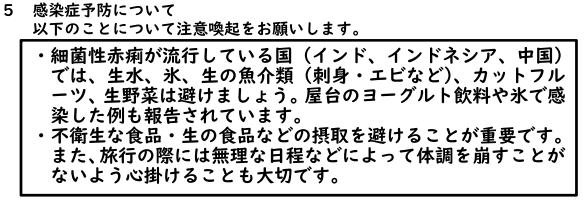 5 感染症予防について
以下のことについて注意喚起をお願いします。
・細菌性赤痢が流行している国（インド、インドネシア、中国）
では、生水、氷、生の魚介類（刺身・エビなど）、カットフル
ーツ、生野菜は避けましょう。屋台のヨーグルト飲料や氷で感
染した例も報告されています。
・不衛生な食品・生の食品などの摂取を避けることが重要です。
また、旅行の際には無理な日程などによって体調を崩すことが
ないよう心掛けることも大切です。